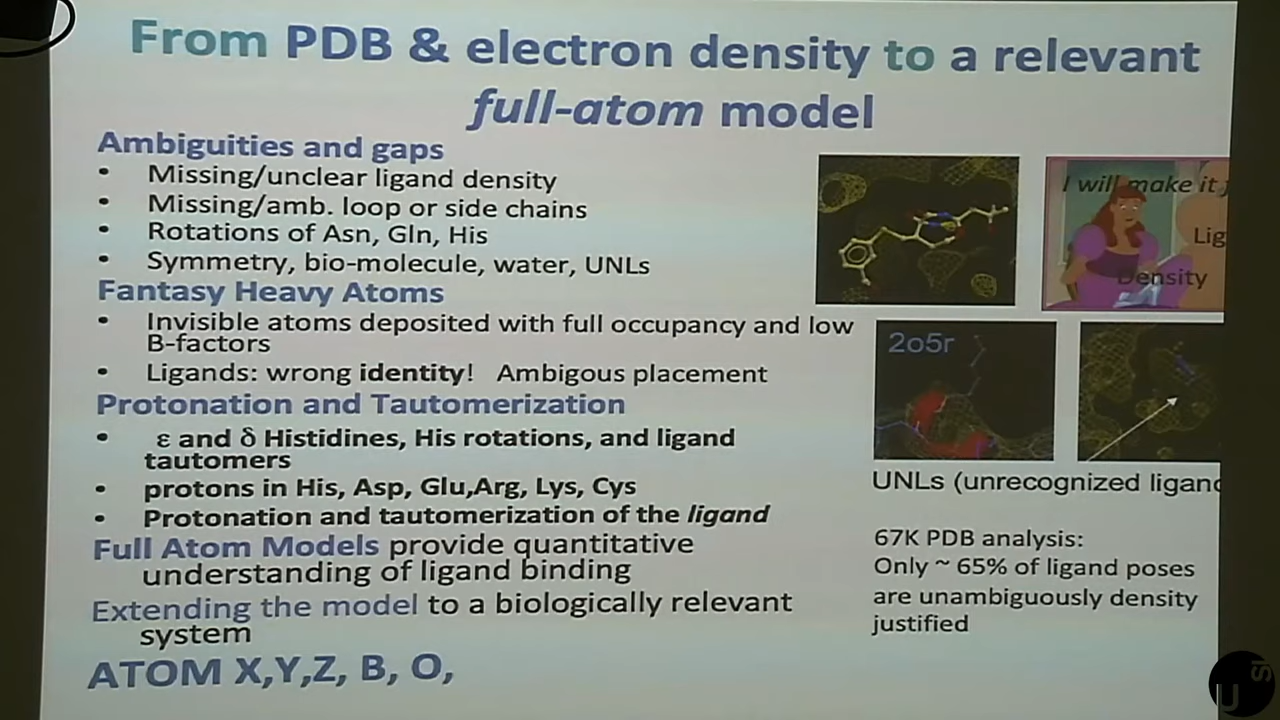 From PDB & electron density to a relevant
full-atom model
Ambiguities and gaps
• Missing/unclear ligand density
• Missing/amb. loop or side chains
• Rotations of Asn, Gln, His
• Symmetry, bio-molecule, water, UNLs
Fantasy Heavy Atoms
• Invisible atoms deposited with full occupancy and low
B-factors
• Ligands: wrong identity! Ambigous placement
Protonation and Tautomerization
• ε and δ Histidines, His rotations, and ligand
tautomers
• protons in His, Asp, Glu,Arg, Lys, Cys
• Protonation and tautomerization of the ligand
Full Atom Models provide quantitative
understanding of ligand binding
Extending the model to a biologically relevant
system
ATOM X,Y,Z, B, O,
I will make it
Lig
Density
2o5r
UNLs (unrecognized ligand
67K PDB analysis:
Only ~ 65% of ligand poses
are unambiguously density
justified
U
SI